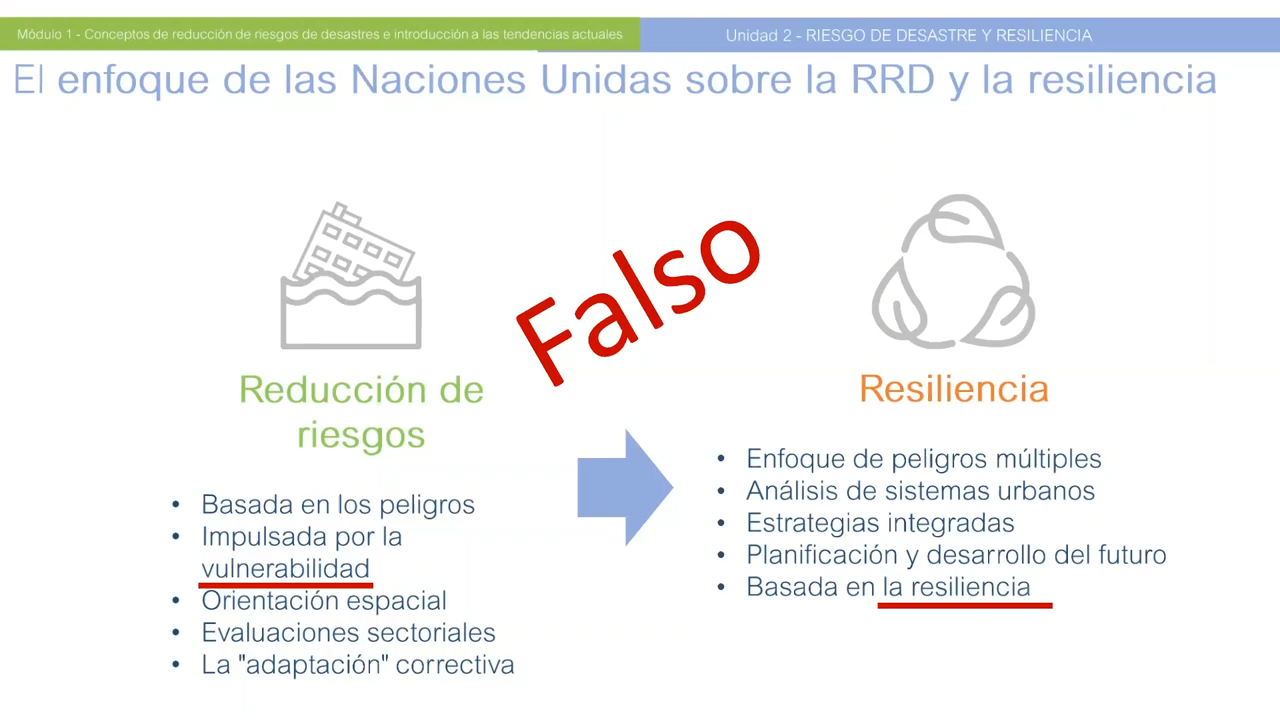 Módulo 1 - Conceptos de reducción de riesgos de desastres e introducción a las tendencias actuales
Unidad 2 - RIESGO DE DESASTRE Y RESILIENCIA
El enfoque de las Naciones Unidas sobre la RRD y la resiliencia
Falso
Reducción de
riesgos
• Basada en los peligros
• Impulsada por la
vulnerabilidad
• Orientación espacial
• Evaluaciones sectoriales
• La "adaptación" correctiva
Resiliencia
• Enfoque de peligros múltiples
• Análisis de sistemas urbanos
• Estrategias integradas
• Planificación y desarrollo del futuro
• Basada en la resiliencia